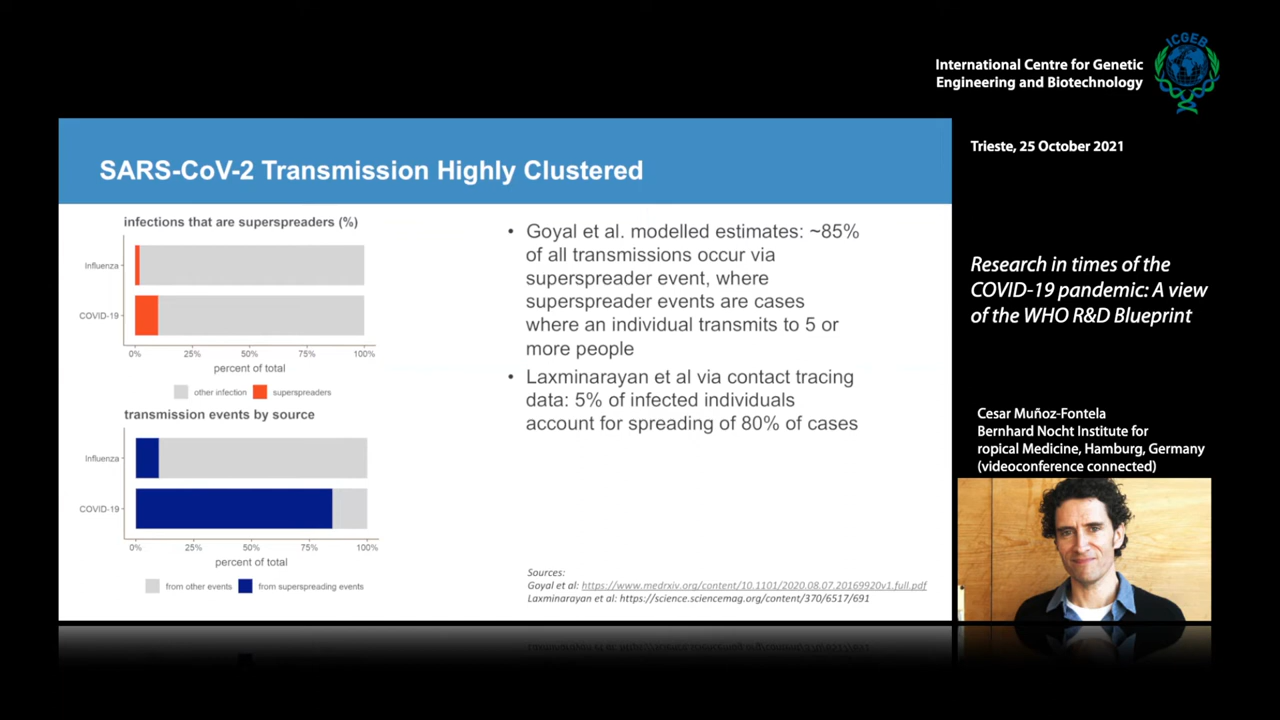 ICGEB
International Centre for Genetic
Engineering and Biotechnology
Trieste, 25 October 2021
SARS-CoV-2 Transmission Highly Clustered
infections that are superspreaders (%)
Influenza
COVID-19
0% 25% 50% 75% 100%
percent of total
other infection superspreaders
transmission events by source
Influenza
COVID-19
0% 25% 50% 75% 100%
percent of total
from other events from superspreading events
• Goyal et al. modelled estimates: ~85%
of all transmissions occur via
superspreader event, where
superspreader events are cases
where an individual transmits to 5 or
more people
• Laxminarayan et al via contact tracing
data: 5% of infected individuals
account for spreading of 80% of cases
Sources:
Goyal et al: https://www.medrxiv.org/content/10.1101/2020.08.07.20169920v1.full.pdf
Laxminarayan et al: https://science.sciencemag.org/content/370/6517/691
Research in times of the
COVID-19 pandemic: A view
of the WHO R&D Blueprint
Cesar Muñoz-Fontela
Bernhard Nocht Institute for
ropical Medicine, Hamburg, Germany
(videoconference connected)